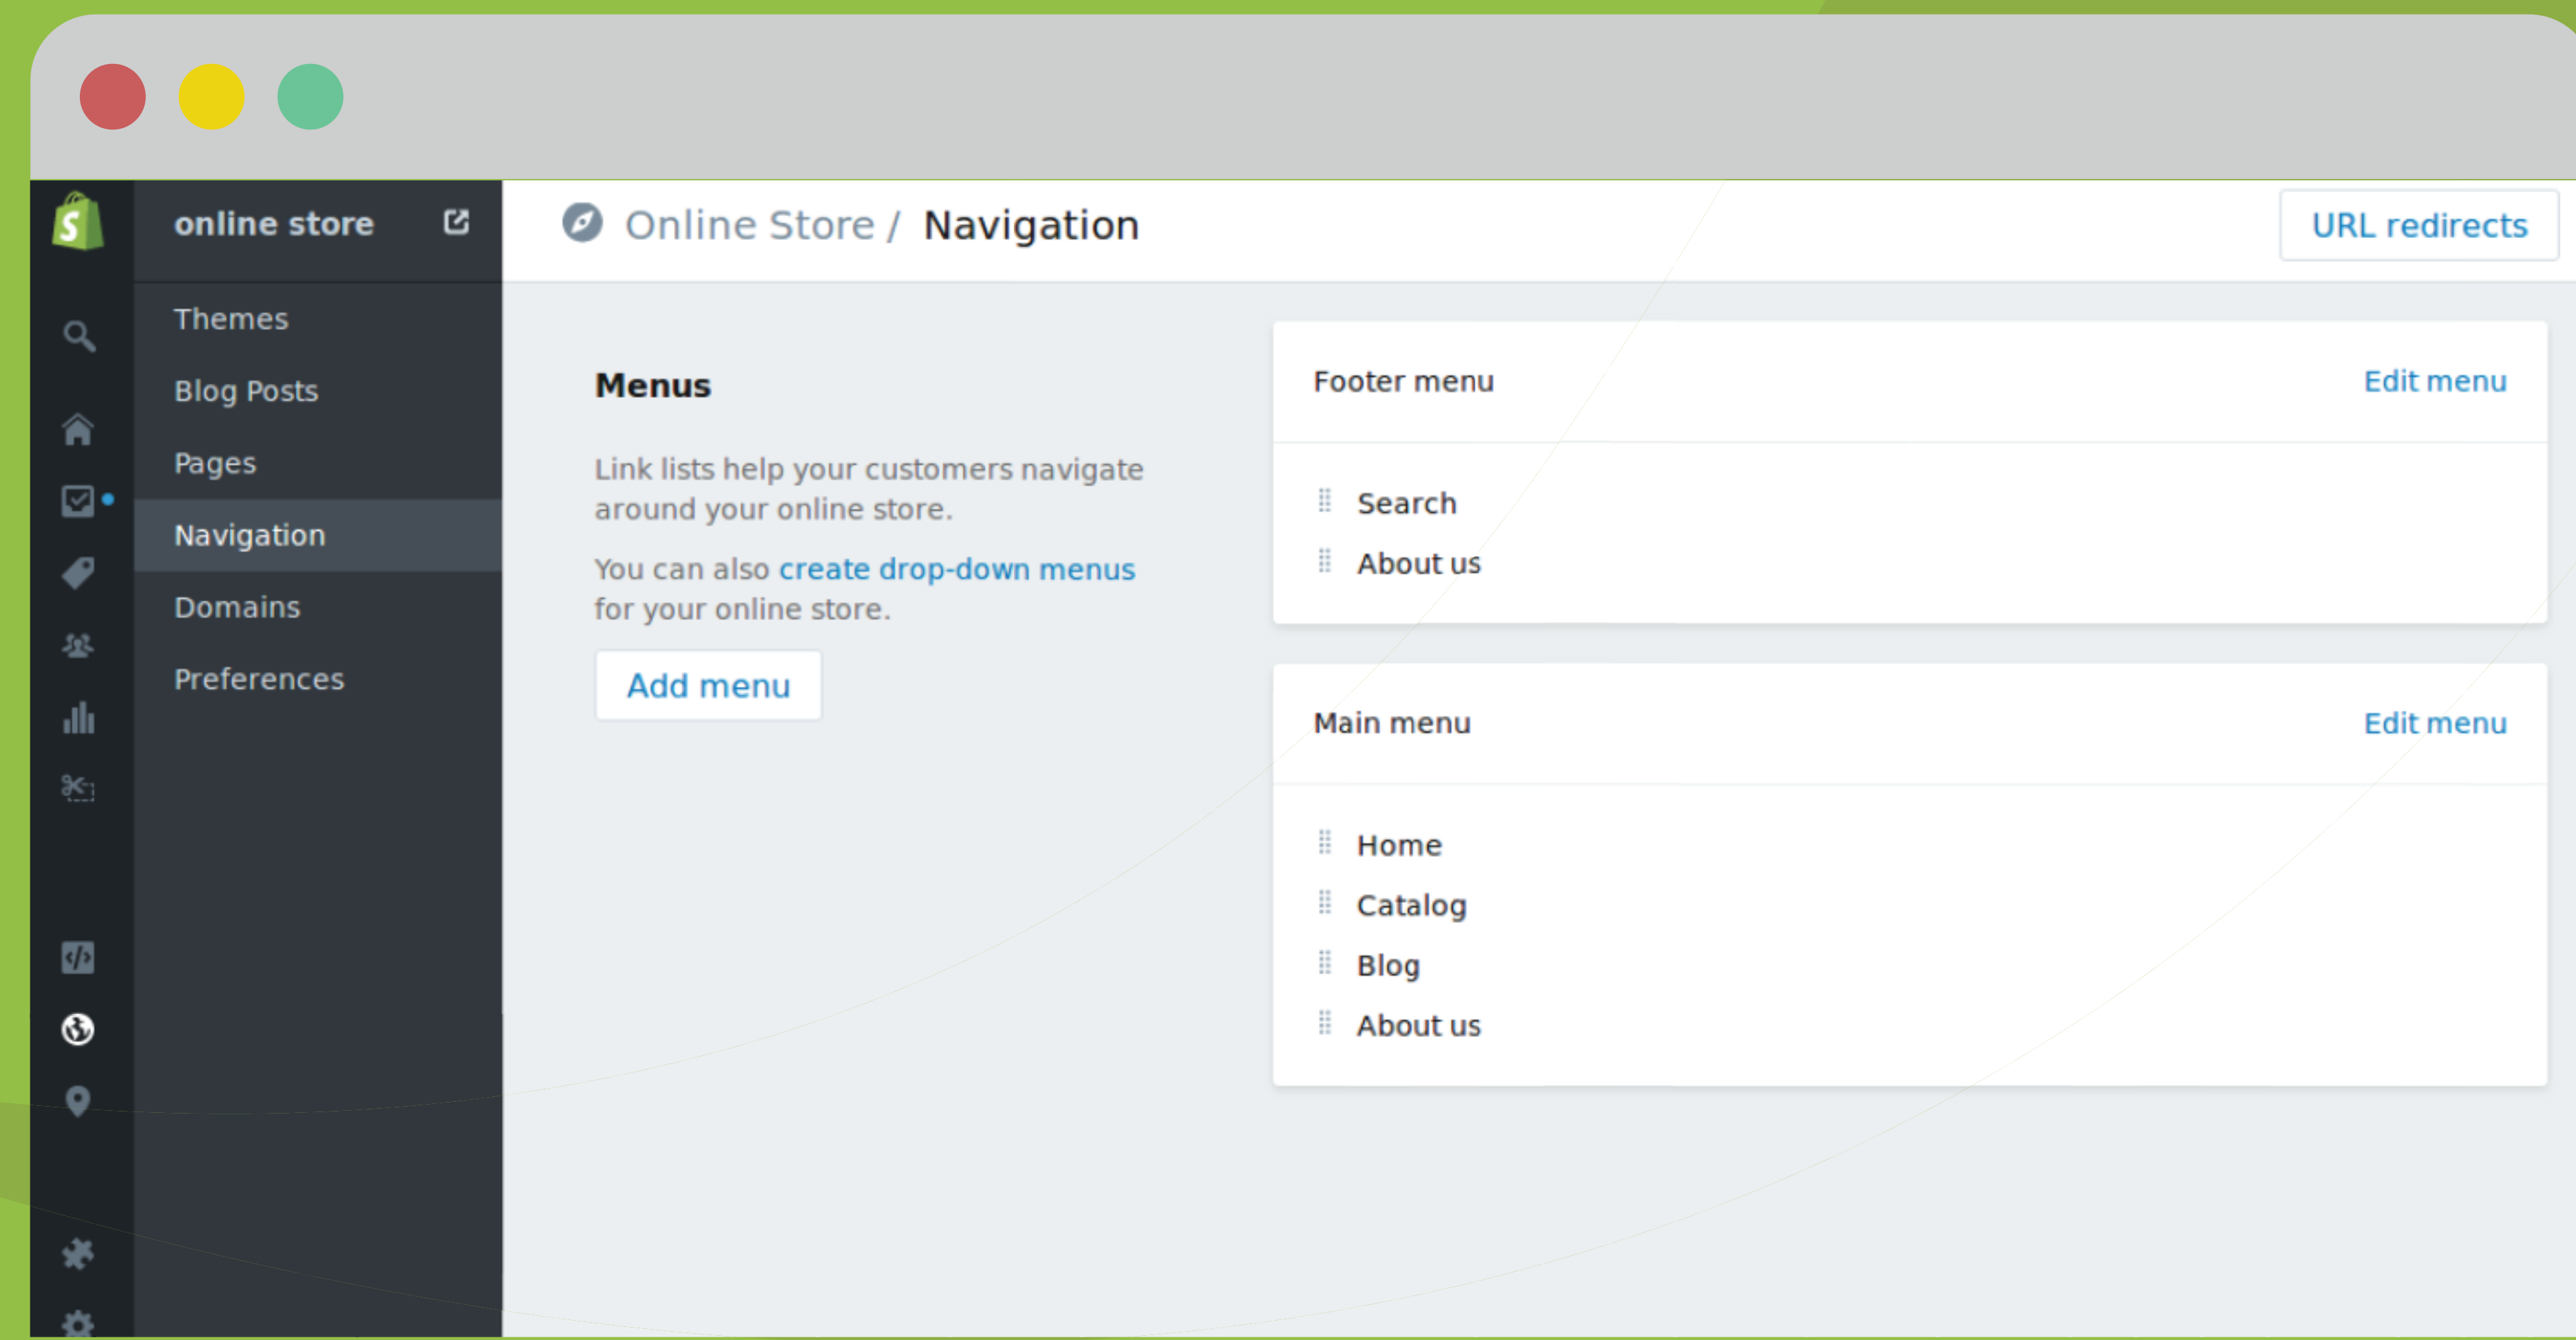 online store
Themes
Blog Posts
Pages
Navigation
Domains
Preferences
Online Store / Navigation
URL redirects
Menus
Link lists help your customers navigate
around your online store.
You can also create drop-down menus
for your online store.
Add menu
Footer menu
Edit menu
Search
About us
Main menu
Edit menu
Home
Catalog
Blog
About us